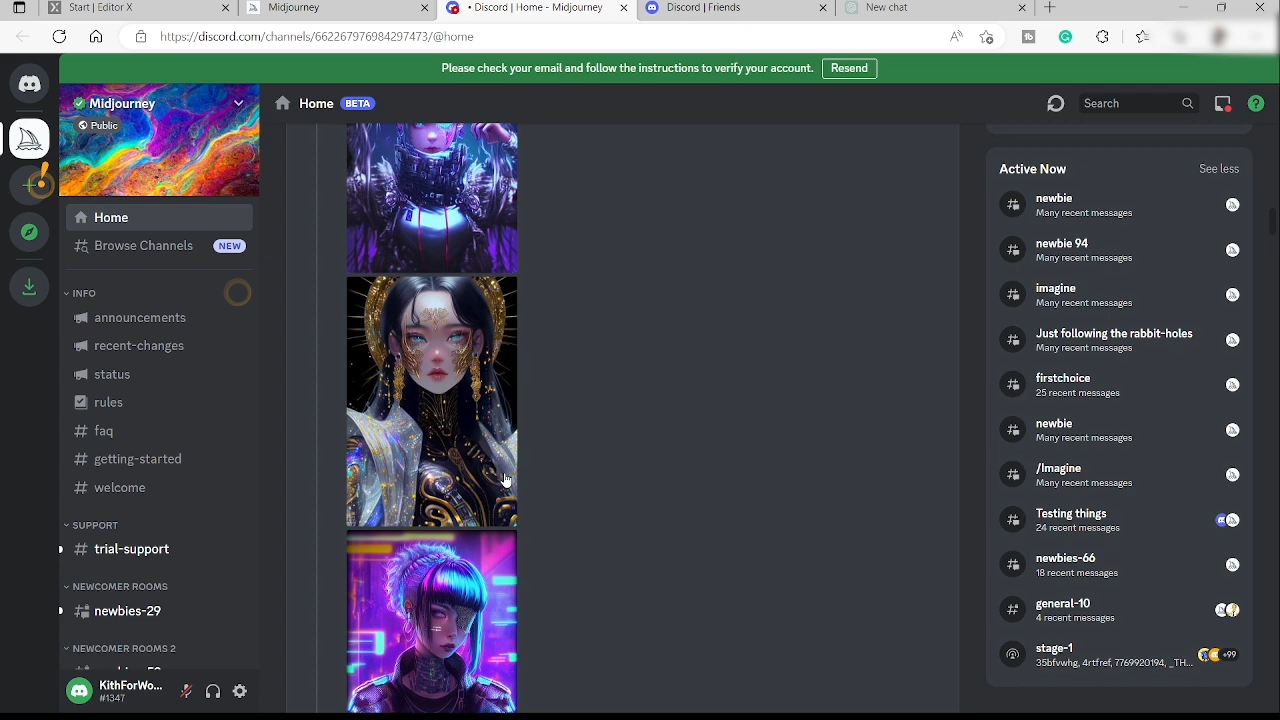 Start | Editor X
Midjourney
• Discord | Home - Midjourney
Discord | Friends
New chat
https://discord.com/channels/662267976984297473/@home
Please check your email and follow the instructions to verify your account.
Resend
Midjourney
Public
Home
BETA
Search
Home
Browse Channels
NEW
INFO
announcements
recent-changes
status
rules
faq
getting-started
welcome
SUPPORT
trial-support
NEWCOMER ROOMS
newbies-29
NEWCOMER ROOMS 2
KithForWo...
#1347
Active Now
See less
newbie
Many recent messages
newbie 94
Many recent messages
imagine
Many recent messages
Just following the rabbit-holes
Many recent messages
firstchoice
25 recent messages
newbie
Many recent messages
/Imagine
Many recent messages
Testing things
24 recent messages
newbies-66
18 recent messages
general-10
4 recent messages
stage-1
35bfvwhg, 4rtfref, 776f920194, _TH...
+99